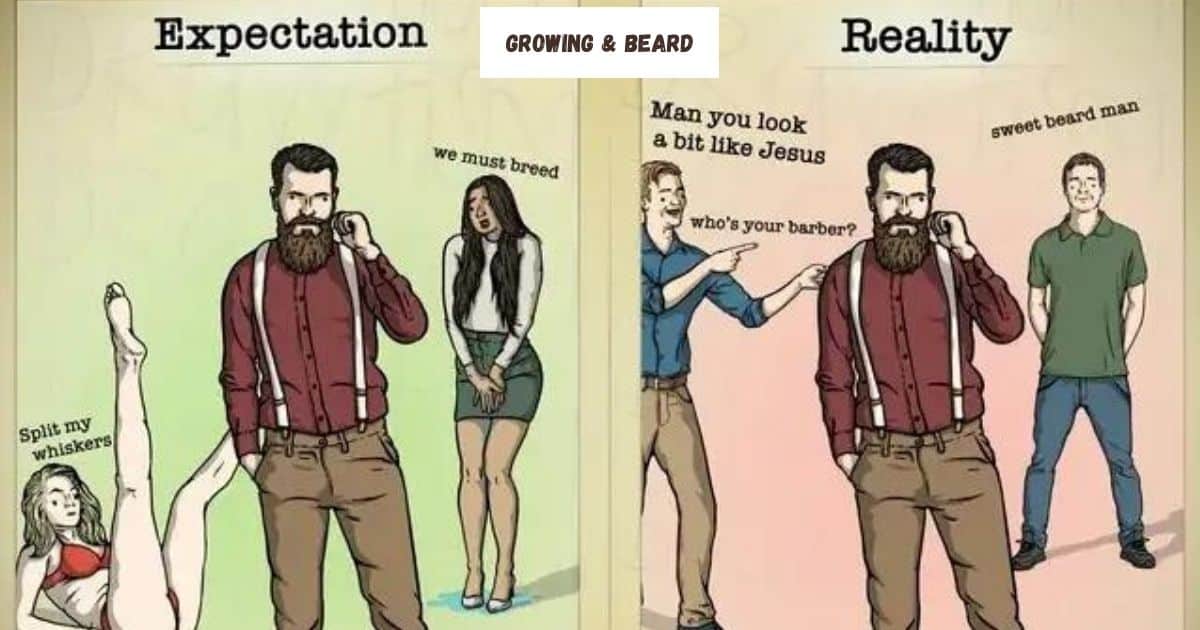 Expectation
GROWING & BEARD
Reality
we must breed
Split my
whiskers
Man you look
a bit like Jesus
sweet beard man
who's your barber?